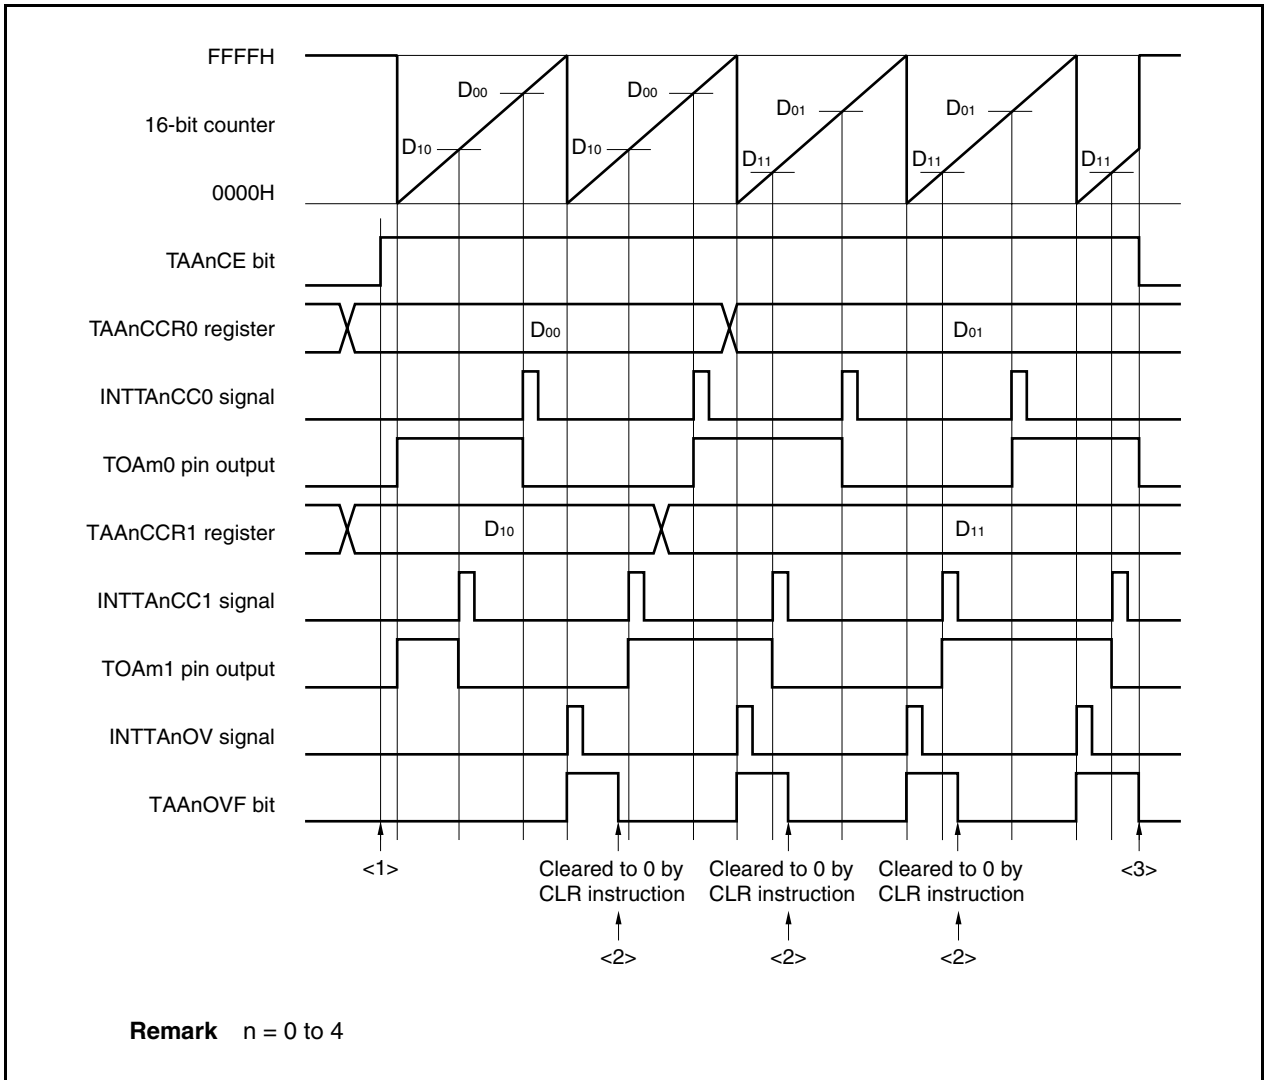 FFFFH
D00
D00
D01
D01
16-bit counter
D10
D10
D11
D11
D11
0000H
TAAnCE bit
TAAnCCR0 register
D00
D01
INTTAnCC0 signal
TOAm0 pin output
TAAnCCR1 register
D10
D11
INTTAnCC1 signal
TOAm1 pin output
INTTAnOV signal
TAAnOVF bit
<1>
Cleared to 0 by
CLR instruction
Cleared to 0 by
CLR instruction
Cleared to 0 by
CLR instruction
<3>
<2>
<2>
<2>
Remark n = 0 to 4